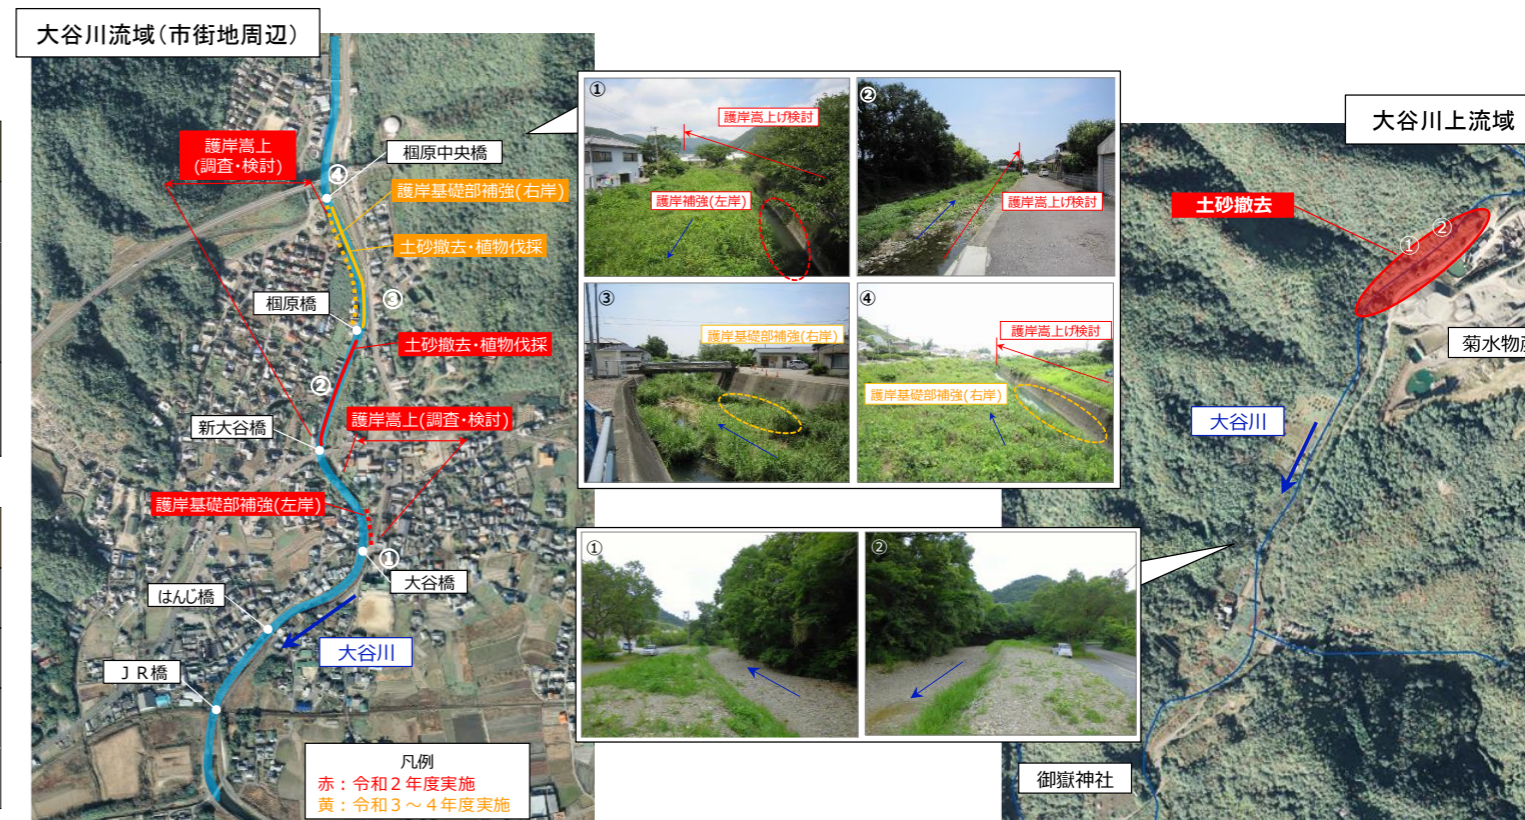 大谷川流域(市街地周辺)
護岸嵩上
(調査・検討)
椢原中央橋
④
護岸基礎部補強(右岸)
土砂撤去・植物伐採
③
椢原橋
土砂撤去・植物伐採
②
新大谷橋
護岸嵩上(調査・検討)
護岸基礎部補強(左岸)
①
大谷橋
はんじ橋
大谷川
JR橋
凡例
赤：令和2年度実施
黄：令和3～4年度実施
①
護岸嵩上げ検討
護岸補強(左岸)
②
護岸嵩上げ検討
③
護岸基礎部補強(右岸)
④
護岸嵩上げ検討
護岸基礎部補強(右岸)
①
②
大谷川上流域
土砂撤去
①
②
菊水物産
大谷川
御嶽神社